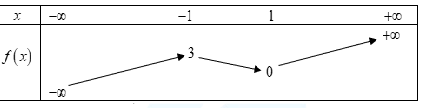 x −∞ −1 1 +∞
+∞
f(x) 3
0
−∞